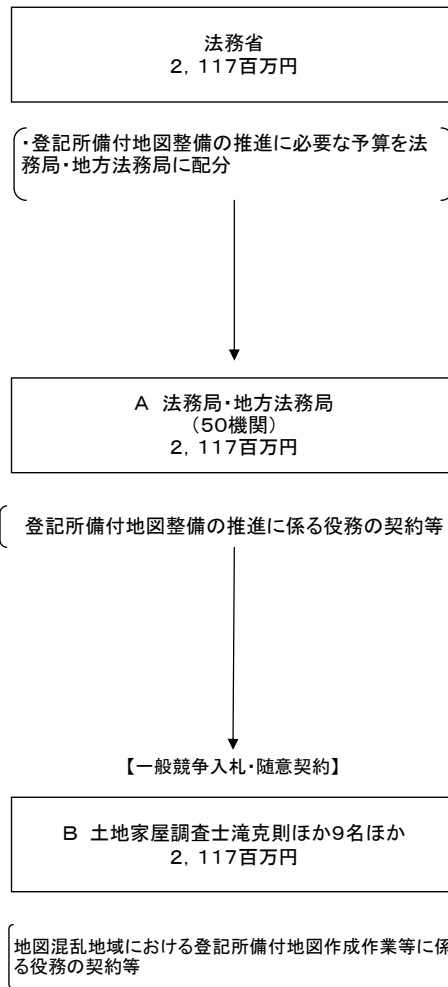 法務省
2，117百万円
・登記所備付地図整備の推進に必要な予算を法
務局・地方法務局に配分
A　法務局・地方法務局
（50機関）
2，117百万円
登記所備付地図整備の推進に係る役務の契約等
【一般競争入札・随意契約】
B　土地家屋調査士滝克則ほか9名ほか
2，117百万円
地図混乱地域における登記所備付地図作成作業等に係
る役務の契約等